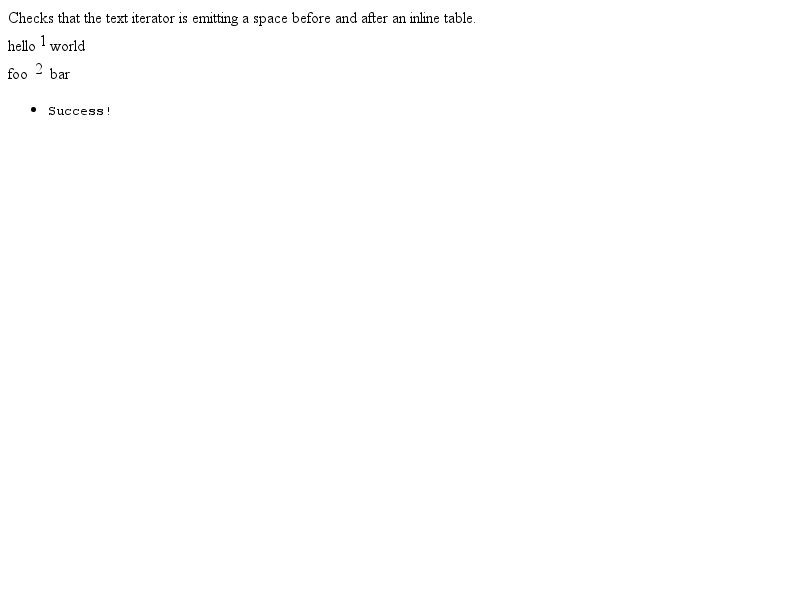 Checks that the text iterator is emitting a space before and after an inline table.
hello 1 world
foo 2 bar
• Success!